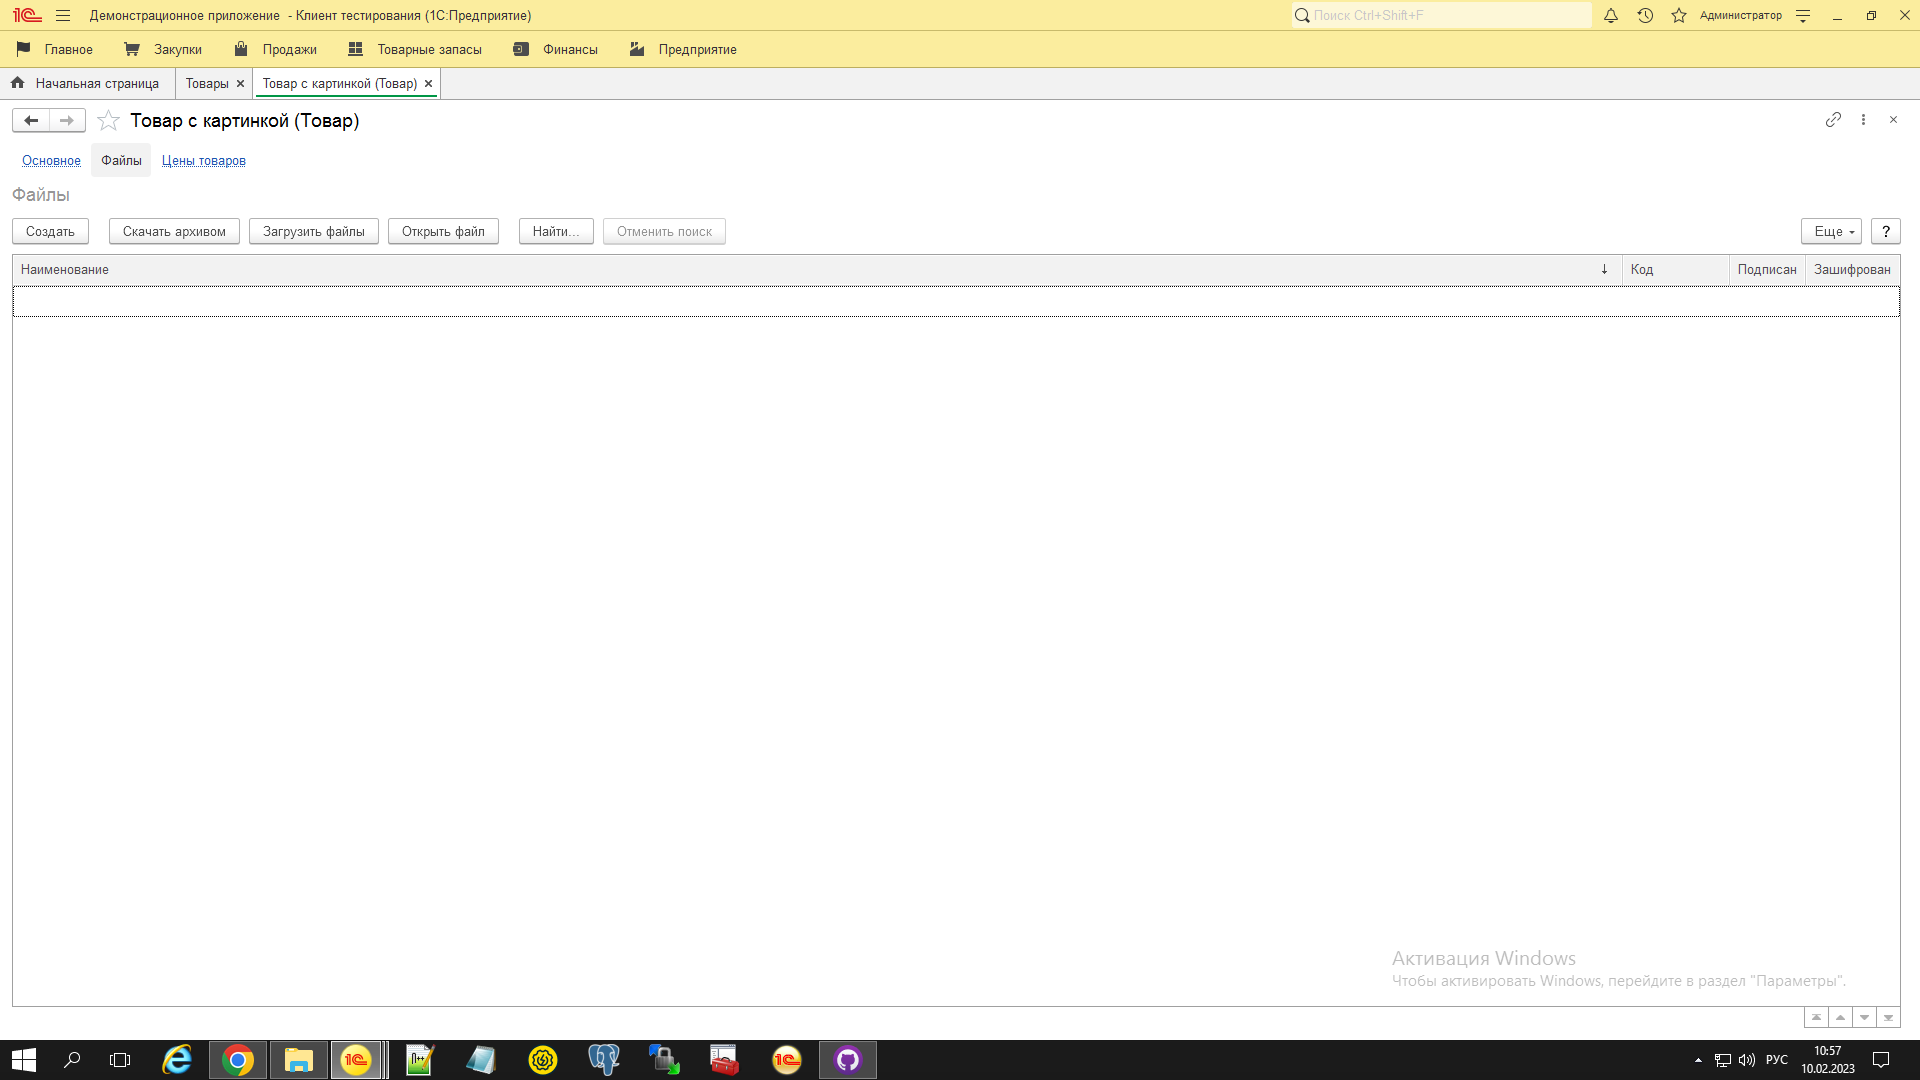 Демонстрационное приложение - Клиент тестирования (1С:Предприятие)
Поиск Ctrl+Shift+F
Администратор
Главное
Закупки
Продажи
Товарные запасы
Финансы
Предприятие
Начальная страница
Товары
Товар с картинкой (Товар)
Товар с картинкой (Товар)
Основное
Файлы
Цены товаров
Файлы
Создать
Скачать архивом
Загрузить файлы
Открыть файл
Найти...
Отменить поиск
Еще
?
Наименование
Код
Подписан
Зашифрован
Активация Windows
Чтобы активировать Windows, перейдите в раздел "Параметры".
РУС
10:57
10.02.2023